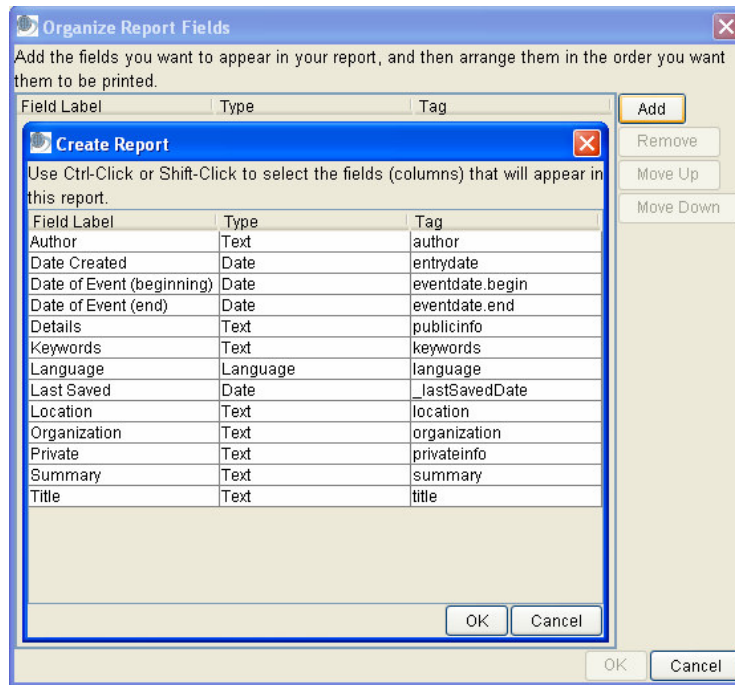 Organize Report Fields
Add the fields you want to appear in your report, and then arrange them in the order you want
them to be printed.
Field Label Type Tag
Add
Remove
Move Up
Move Down
Create Report
Use Ctrl-Click or Shift-Click to select the fields (columns) that will appear in
this report.
Field Label Type Tag
Author Text author
Date Created Date entrydate
Date of Event (beginning) Date eventdate.begin
Date of Event (end) Date eventdate.end
Details Text publicinfo
Keywords Text keywords
Language Language language
Last Saved Date _lastSavedDate
Location Text location
Organization Text organization
Private Text privateinfo
Summary Text summary
Title Text title
OK Cancel
OK Cancel